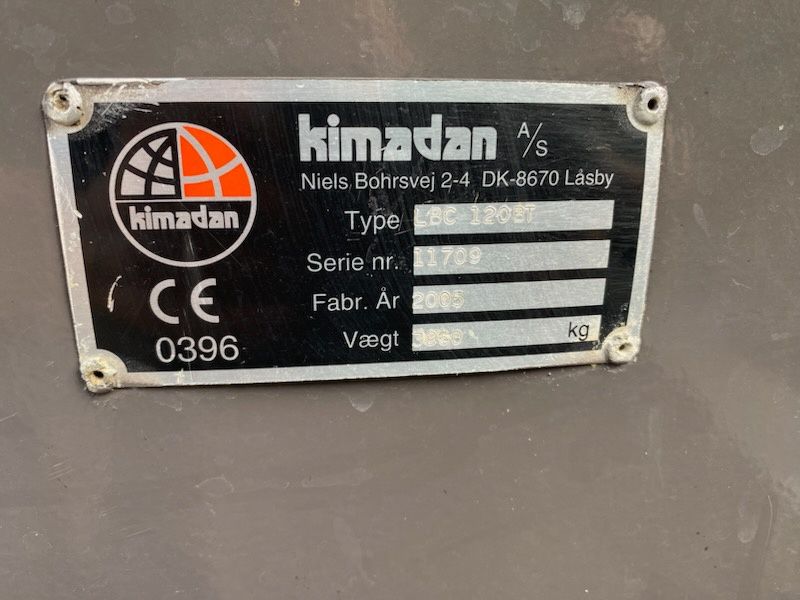 kimadan
kimadan A/S
Niels Bohrsvej 2-4 DK-8670 Låsby
Type LBC 120BT
Serie nr. 11709
Fabr. År 2005
Vægt kg
CE
0396